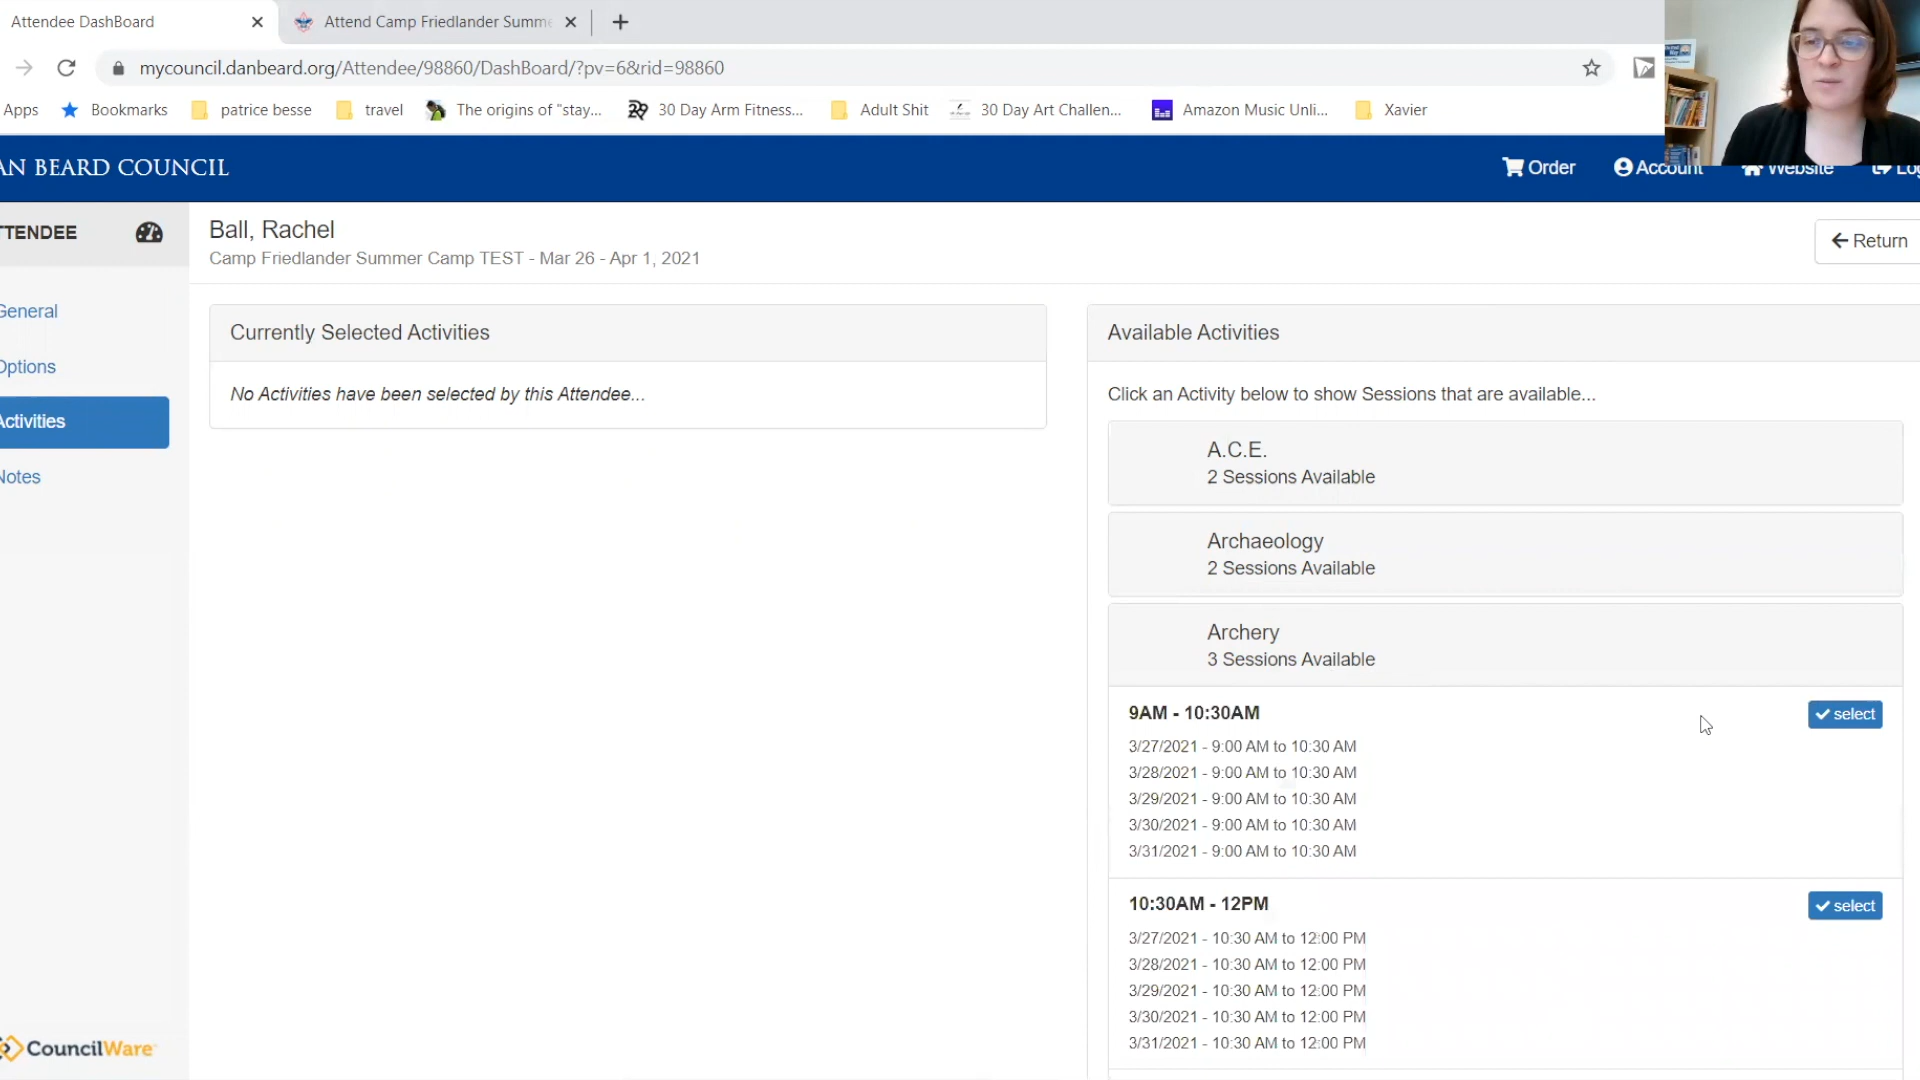 Attendee DashBoard
Attend Camp Friedlander Summe
mycouncil.danbeard.org/Attendee/98860/DashBoard/?pv=6&rid=98860
Apps
Bookmarks
patrice besse
travel
The origins of "stay...
30 Day Arm Fitness...
Adult Shit
30 Day Art Challen...
Amazon Music Unli...
Xavier
AN BEARD COUNCIL
Order
Account
Website
Log
TTENDEE
Ball, Rachel
Camp Friedlander Summer Camp TEST - Mar 26 - Apr 1, 2021
Return
General
Options
Activities
Notes
Currently Selected Activities
No Activities have been selected by this Attendee...
Available Activities
Click an Activity below to show Sessions that are available...
A.C.E.
2 Sessions Available
Archaeology
2 Sessions Available
Archery
3 Sessions Available
9AM - 10:30AM
select
3/27/2021 - 9:00 AM to 10:30 AM
3/28/2021 - 9:00 AM to 10:30 AM
3/29/2021 - 9:00 AM to 10:30 AM
3/30/2021 - 9:00 AM to 10:30 AM
3/31/2021 - 9:00 AM to 10:30 AM
10:30AM - 12PM
select
3/27/2021 - 10:30 AM to 12:00 PM
3/28/2021 - 10:30 AM to 12:00 PM
3/29/2021 - 10:30 AM to 12:00 PM
3/30/2021 - 10:30 AM to 12:00 PM
3/31/2021 - 10:30 AM to 12:00 PM
CouncilWare